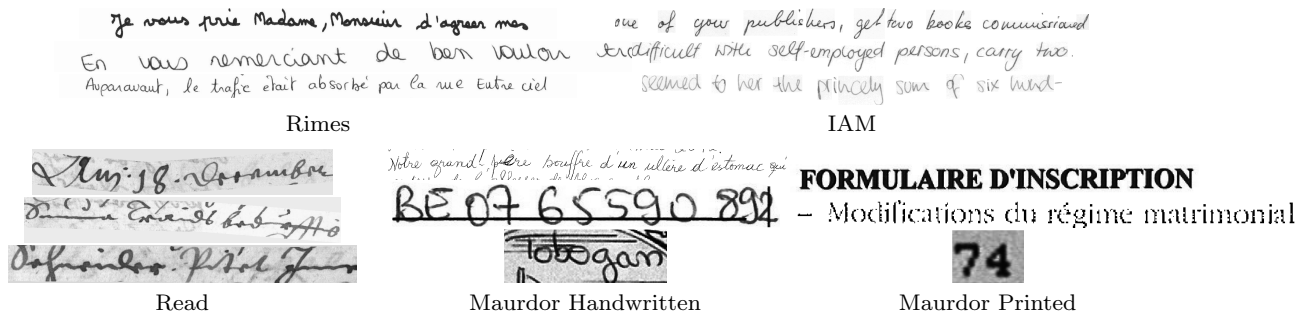 Je vous prie Madame, Monsieur d'agreer mes
En vous remerciant de bien vouloir
Auparavant, le trafic était absorbé par la rue Entre ciel
one of your publishers, get two books commissioned
difficult with self-employed persons, carry two.
seemed to her the princely sum of six hund-
Rimes
IAM
18. Decembris
Notre grand-père souffre d'un ulcère d'estomac qui
BE 07 65590 892
Tobogan
FORMULAIRE D'INSCRIPTION
– Modifications du régime matrimonial
74
Read
Maurdor Handwritten
Maurdor Printed